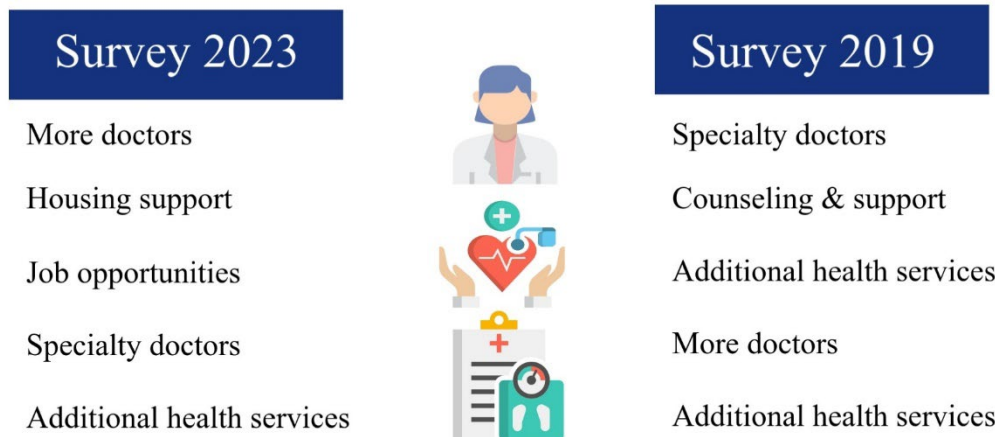 Survey 2023
More doctors
Housing support
Job opportunities
Specialty doctors
Additional health services
Survey 2019
Specialty doctors
Counseling & support
Additional health services
More doctors
Additional health services